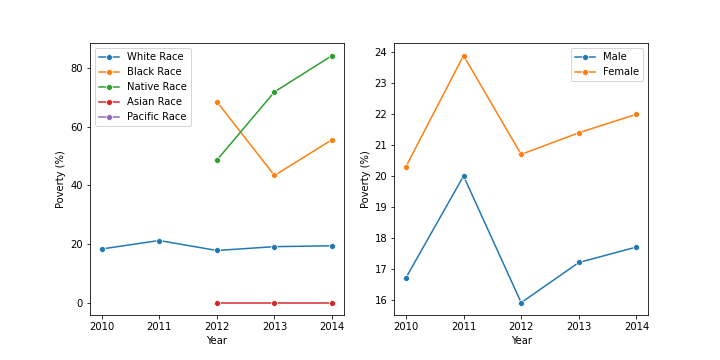 White Race
Black Race
Native Race
Asian Race
Pacific Race
80
60
40
20
0
Poverty (%)
2010 2011 2012 2013 2014
Year
Male
Female
24
23
22
21
20
19
18
17
16
Poverty (%)
2010 2011 2012 2013 2014
Year